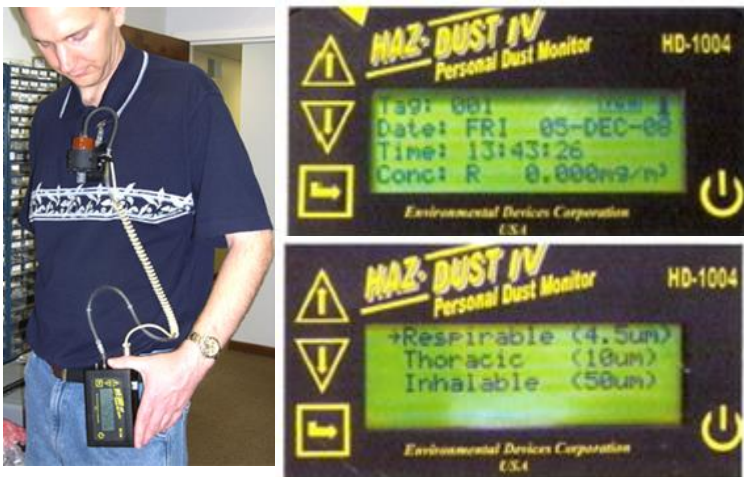 HAZ-DUST IV
Personal Dust Monitor
HD-1004
Tag: 001
Date: FRI 05-DEC-08
Time: 13:43:26
Conc: R 0.000mg/m³
Environmental Devices Corporation
USA
HAZ-DUST IV
Personal Dust Monitor
HD-1004
→Respirable (4.5um)
Thoracic (10um)
Inhalable (50um)
Environmental Devices Corporation
USA